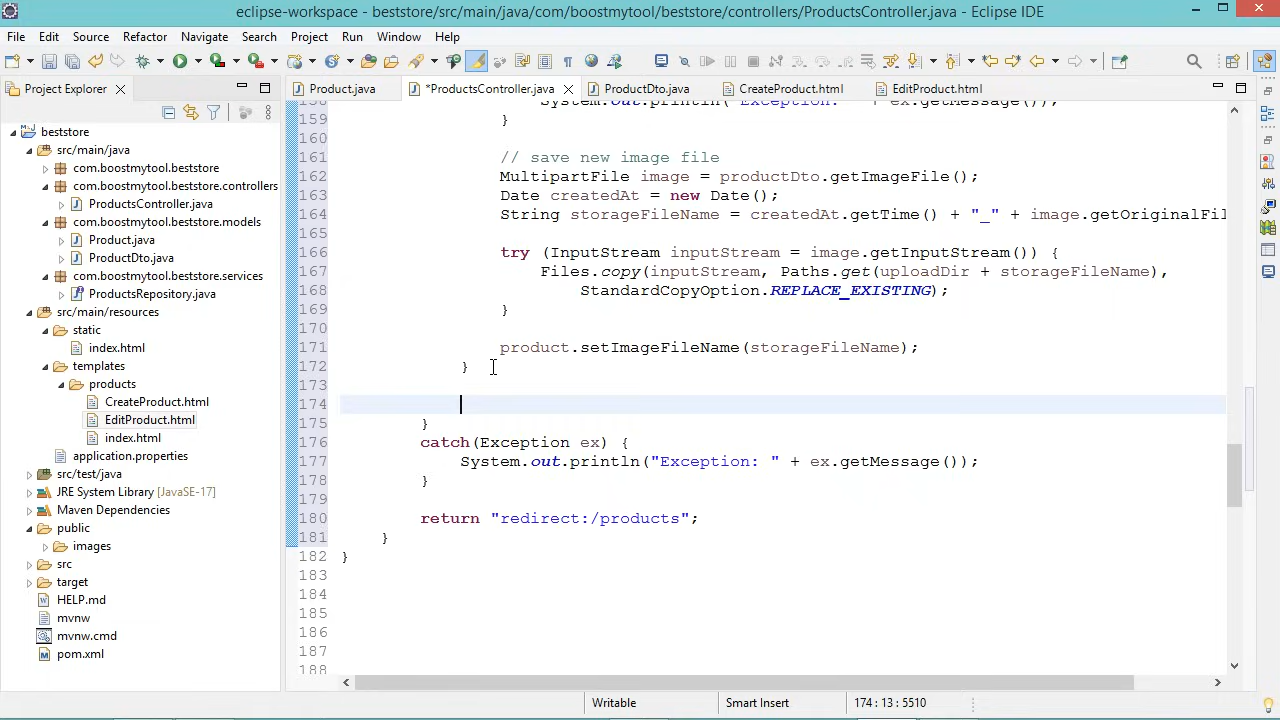 eclipse-workspace - beststore/src/main/java/com/boostmytool/beststore/controllers/ProductsController.java - Eclipse IDE
File Edit Source Refactor Navigate Search Project Run Window Help
Project Explorer
Product.java *ProductsController.java ProductDto.java CreateProduct.html EditProduct.html
beststore
src/main/java
com.boostmytool.beststore
com.boostmytool.beststore.controllers
ProductsController.java
com.boostmytool.beststore.models
Product.java
ProductDto.java
com.boostmytool.beststore.services
ProductsRepository.java
src/main/resources
static
index.html
templates
products
CreateProduct.html
EditProduct.html
index.html
application.properties
src/test/java
JRE System Library [JavaSE-17]
Maven Dependencies
public
images
src
target
HELP.md
mvnw
mvnw.cmd
pom.xml
158 System.out.println("Exception: " + ex.getMessage());
159 }
160
161 // save new image file
162 MultipartFile image = productDto.getImageFile();
163 Date createdAt = new Date();
164 String storageFileName = createdAt.getTime() + "_" + image.getOriginalFil
165
166 try (InputStream inputStream = image.getInputStream()) {
167 Files.copy(inputStream, Paths.get(uploadDir + storageFileName),
168 StandardCopyOption.REPLACE_EXISTING);
169 }
170
171 product.setImageFileName(storageFileName);
172 }
173
174
175 }
176 catch(Exception ex) {
177 System.out.println("Exception: " + ex.getMessage());
178 }
179
180 return "redirect:/products";
181 }
182 }
183
184
185
186
187
188
Writable Smart Insert 174 : 13 : 5510